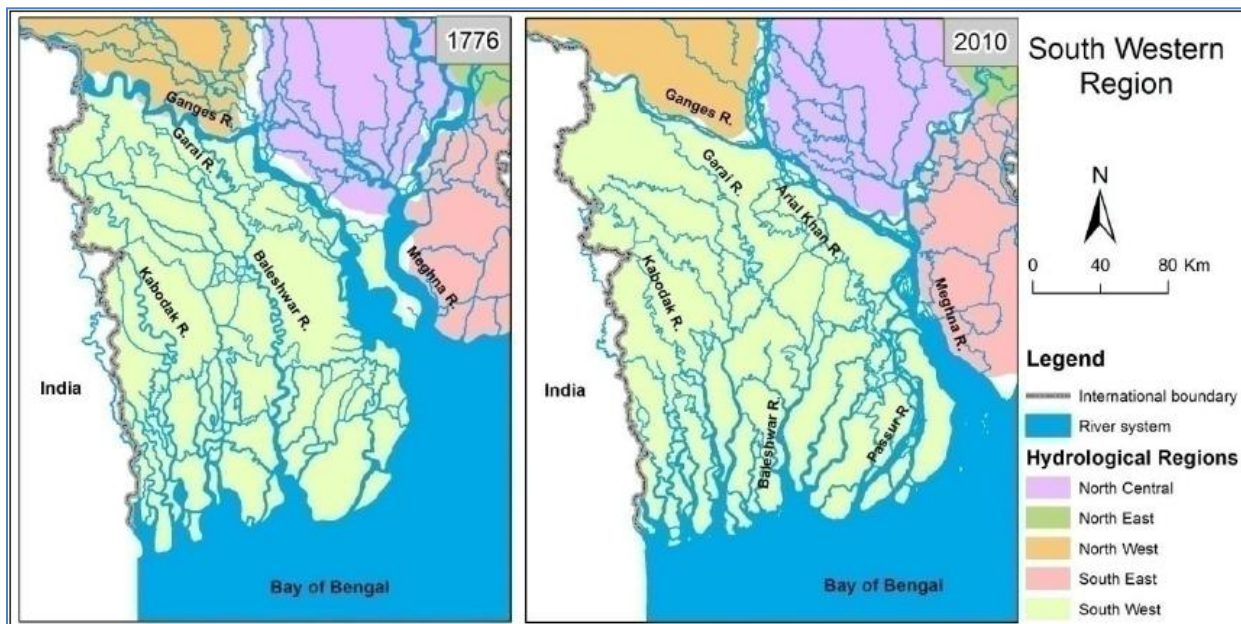 1776
Ganges R.
Garai R.
Kabodak R.
Baleshwar R.
Meghna R.
India
Bay of Bengal
2010
Ganges R.
Garai R.
Arial Khan R.
Kabodak R.
Baleshwar R.
Passur R.
Meghna R.
India
Bay of Bengal
South Western
Region
N
0 40 80 Km
Legend
International boundary
River system
Hydrological Regions
North Central
North East
North West
South East
South West